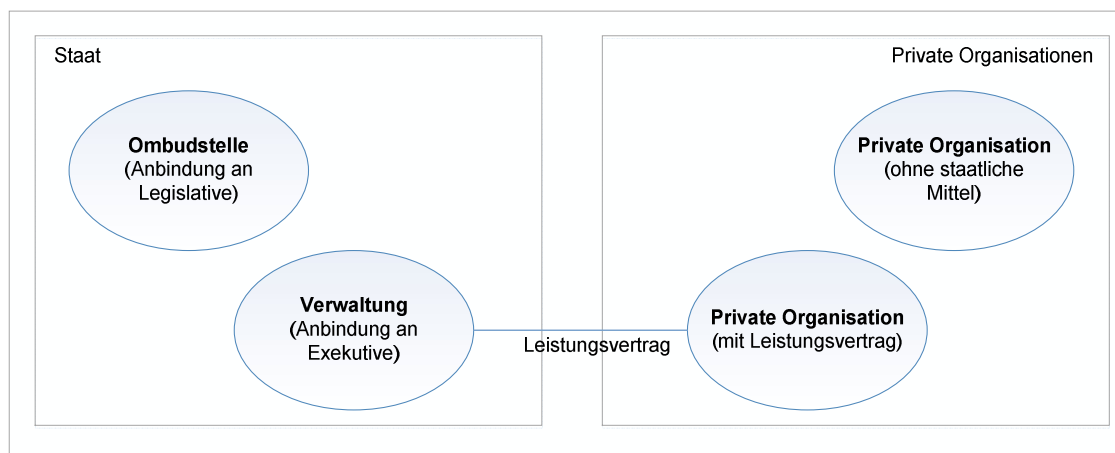 Staat
Private Organisationen
Ombudstelle
(Anbindung an
Legislative)
Private Organisation
(ohne staatliche
Mittel)
Verwaltung
(Anbindung an
Exekutive)
Leistungsvertrag
Private Organisation
(mit Leistungsvertrag)